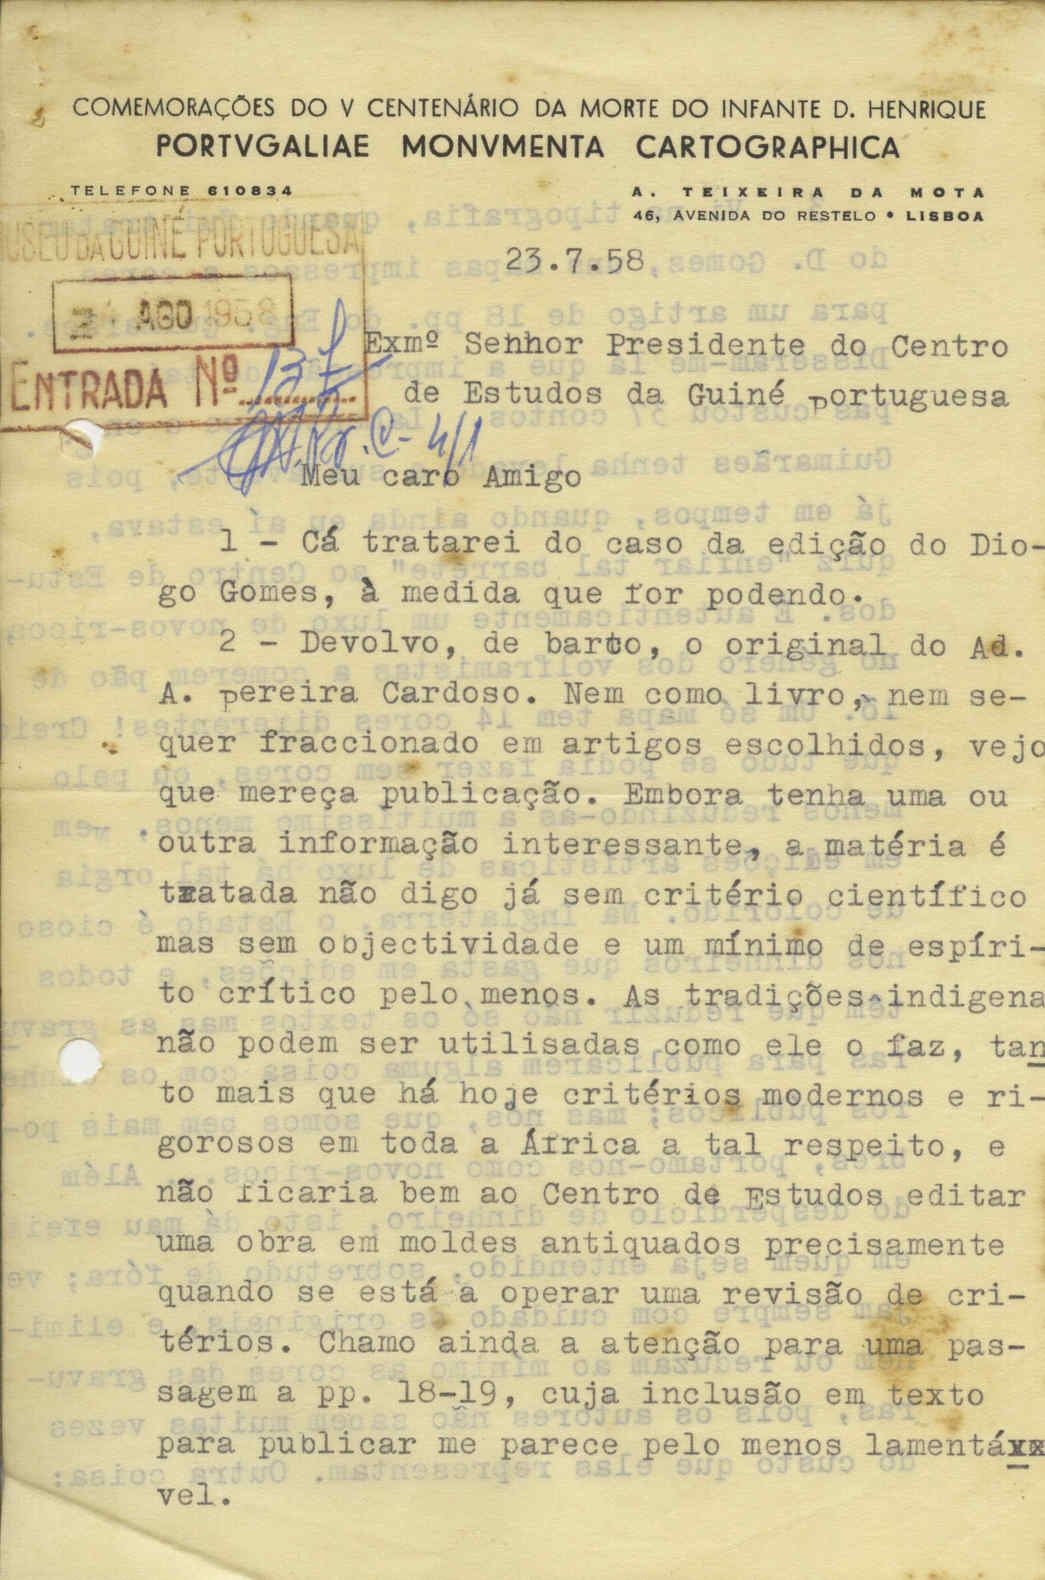 COMEMORAÇÕES DO V CENTENÁRIO DA MORTE DO INFANTE D. HENRIQUE
PORTVGALIAE MONVMENTA CARTOGRAPHICA
TELEFONE 610834
A. TEIXEIRA DA MOTA
46, AVENIDA DO RESTELO • LISBOA
MUSEU DA GUINÉ PORTUGUESA
AGO 1958
ENTRADA Nº
23.7.58
Exmº Senhor Presidente do Centro
de Estudos da Guiné portuguesa
Meu caro Amigo
1 - Cá tratarei do caso da edição do Dio-
go Gomes, à medida que for podendo.
2 - Devolvo, de barco, o original do Ad.
A. pereira Cardoso. Nem como livro, nem se-
quer fraccionado em artigos escolhidos, vejo
que mereça publicação. Embora tenha uma ou
outra informação interessante, a matéria é
tratada não digo já sem critério científico
mas sem objectividade e um mínimo de espíri-
to crítico pelo menos. As tradições indigena
não podem ser utilisadas como ele o faz, tan
to mais que há hoje critérios modernos e ri-
gorosos em toda a África a tal respeito, e
não ficaria bem ao Centro de Estudos editar
uma obra em moldes antiquados precisamente
quando se está a operar uma revisão de cri-
térios. Chamo ainda a atenção para uma pas-
sagem a pp. 18-19, cuja inclusão em texto
para publicar me parece pelo menos lamentáxx
vel.